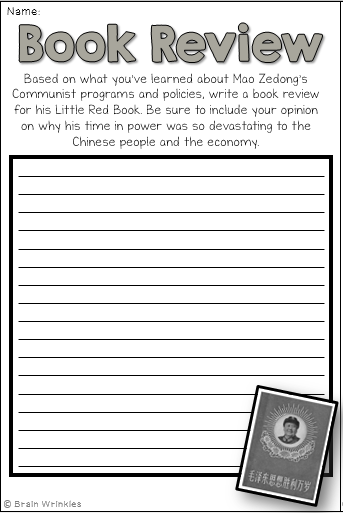 Name:
Book Review
Based on what you've learned about Mao Zedong's
Communist programs and policies, write a book review
for his Little Red Book. Be sure to include your opinion
on why his time in power was so devastating to the
Chinese people and the economy.
毛泽东思想胜利万岁
© Brain Wrinkles